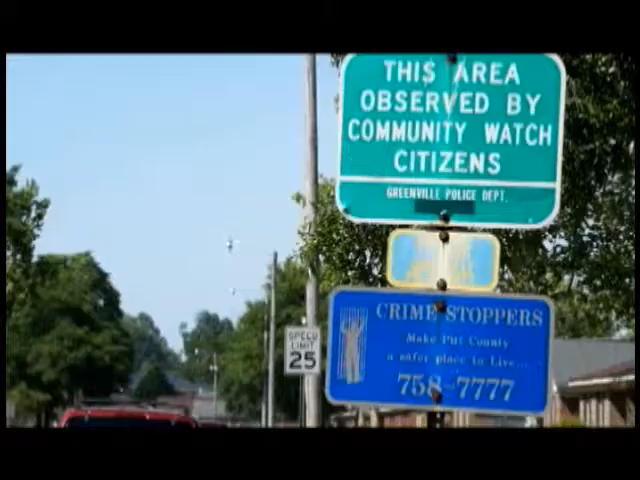 THIS AREA
OBSERVED BY
COMMUNITY WATCH
CITIZENS
GREENVILLE POLICE DEPT.
CRIME STOPPERS
Make Pitt County
a safer place to Live...
758-7777
SPEED
LIMIT
25